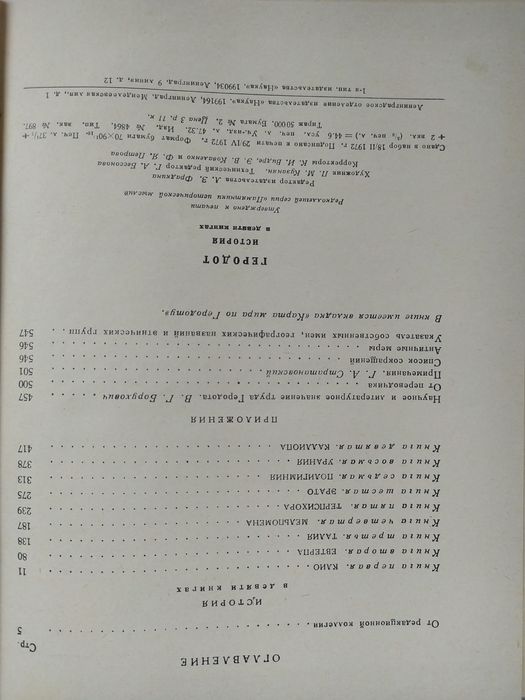 ОГЛАВЛЕНИЕ
Стр.
От редакционной коллегии . . . . . . . . . . . . . . . . . . . . 5
ИСТОРИЯ
в девяти книгах
Книга первая. КЛИО . . . . . . . . . . . . . . . . . . . . 11
Книга вторая. ЕВТЕРПА . . . . . . . . . . . . . . . . . . . . 80
Книга третья. ТАЛИЯ . . . . . . . . . . . . . . . . . . . . 138
Книга четвертая. МЕЛЬПОМЕНА . . . . . . . . . . . . . . . . 187
Книга пятая. ТЕРПСИХОРА . . . . . . . . . . . . . . . . . . 239
Книга шестая. ЭРАТО . . . . . . . . . . . . . . . . . . . . 275
Книга седьмая. ПОЛИГИМНИЯ . . . . . . . . . . . . . . . . . 313
Книга восьмая. УРАНИЯ . . . . . . . . . . . . . . . . . . . 378
Книга девятая. КАЛЛИОПА . . . . . . . . . . . . . . . . . . 417
ПРИЛОЖЕНИЯ
Научное и литературное значение труда Геродота. В. Г. Борухович . . . . 457
От переводчика . . . . . . . . . . . . . . . . . . . . 500
Примечания. Г. А. Стратановский . . . . . . . . . . . . . . . 501
Список сокращений . . . . . . . . . . . . . . . . . . . . 546
Античные меры . . . . . . . . . . . . . . . . . . . . 546
Указатель собственных имен, географических названий и этнических групп . . . 547
В книге имеется вкладка «Карта мира по Геродоту».
ГЕРОДОТ
ИСТОРИЯ
в девяти книгах
Утверждено к печати
Редколлегией серии «Памятники исторической мысли»
Редактор издательства Л. З. Фрадкина
Художник П. М. Кузанян. Технический редактор Г. А. Бессонова
Корректоры К. И. Видре, Э. В. Коваленко и Ф. Я. Петрова
Сдано в набор 18/II 1972 г. Подписано к печати 29/IV 1972 г. Формат бумаги 70×90¹/₁₆. Печ. л. 37¹/₂ +
+ 2 вкл. (⁵/₈ печ. л.) = 44.6 усл. печ. л. Уч.-изд. л. 47.32. Изд. № 4864. Тип. зак. № 897.
Тираж 50000. Бумага № 2. Цена 3 р. 11 к.
Ленинградское отделение издательства «Наука». 199164, Ленинград, Менделеевская лин., д. 1
1-я тип. издательства «Наука». 199034, Ленинград, 9 линия, д. 12